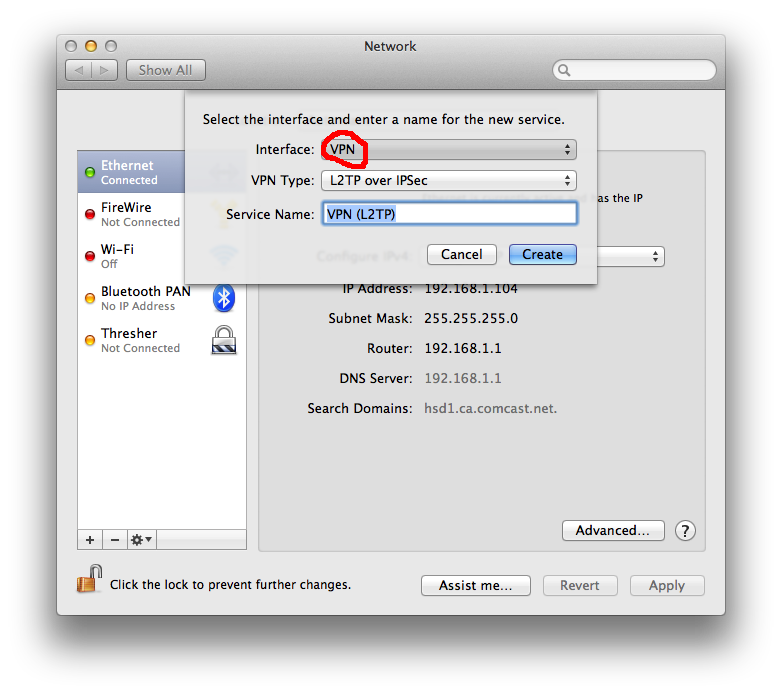 Network
Show All
Select the interface and enter a name for the new service.
Interface: VPN
VPN Type: L2TP over IPSec
Service Name: VPN (L2TP)
Cancel Create
Ethernet
Connected
FireWire
Not Connected
Wi-Fi
Off
Bluetooth PAN
No IP Address
Thresher
Not Connected
has the IP
Configure IPv4:
IP Address: 192.168.1.104
Subnet Mask: 255.255.255.0
Router: 192.168.1.1
DNS Server: 192.168.1.1
Search Domains: hsd1.ca.comcast.net.
Advanced... ?
Click the lock to prevent further changes.
Assist me... Revert Apply